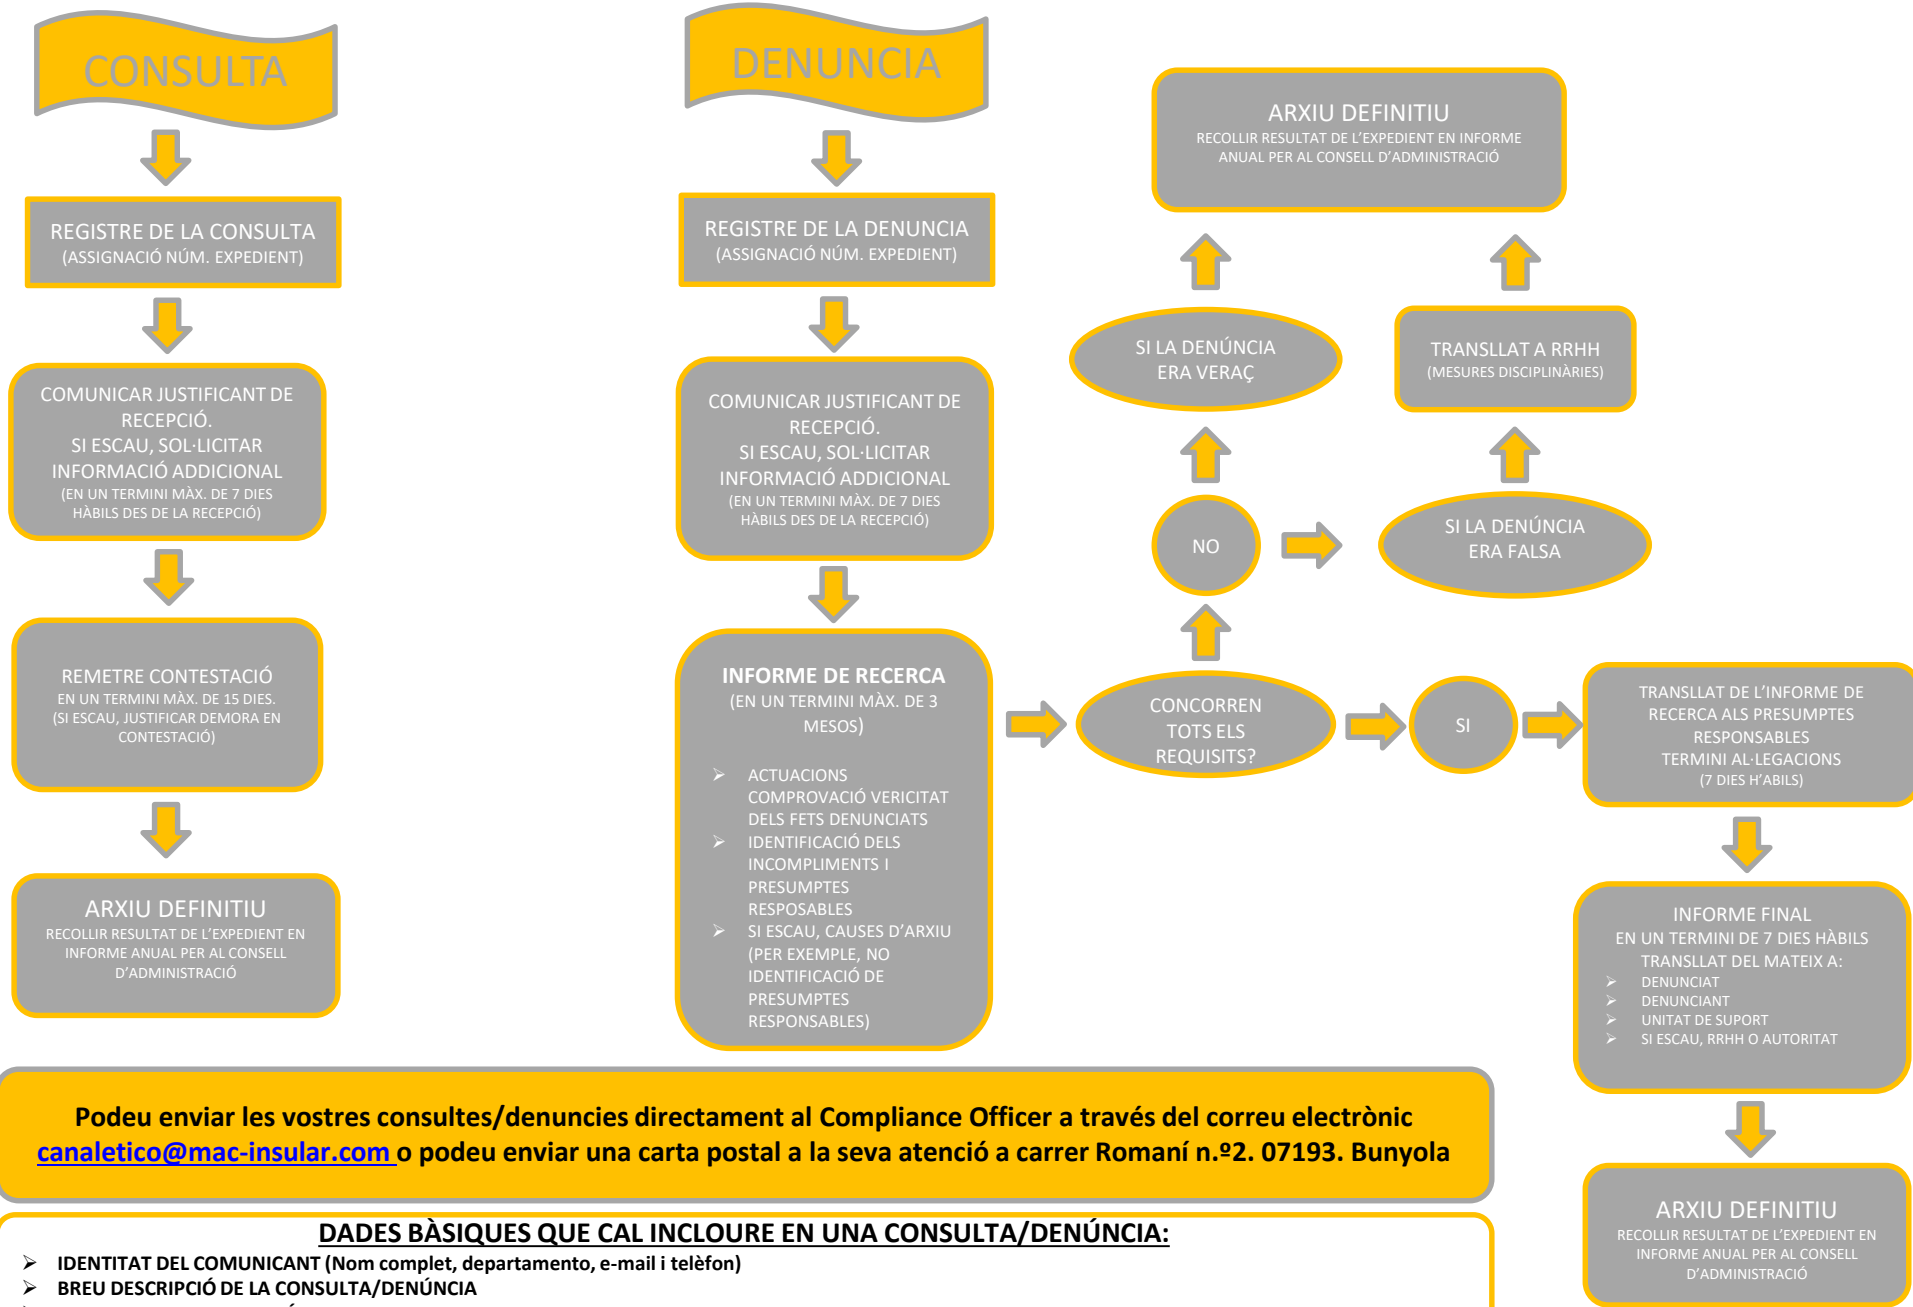 CONSULTA
REGISTRE DE LA CONSULTA
(ASSIGNACIÓ NÚM. EXPEDIENT)
COMUNICAR JUSTIFICANT DE
RECEPCIÓ.
SI ESCAU, SOL·LICITAR
INFORMACIÓ ADDICIONAL
(EN UN TERMINI MÀX. DE 7 DIES
HÀBILS DES DE LA RECEPCIÓ)
REMETRE CONTESTACIÓ
EN UN TERMINI MÀX. DE 15 DIES.
(SI ESCAU, JUSTIFICAR DEMORA EN
CONTESTACIÓ)
ARXIU DEFINITIU
RECOLLIR RESULTAT DE L'EXPEDIENT EN
INFORME ANUAL PER AL CONSELL
D'ADMINISTRACIÓ
DENUNCIA
REGISTRE DE LA DENUNCIA
(ASSIGNACIÓ NÚM. EXPEDIENT)
COMUNICAR JUSTIFICANT DE
RECEPCIÓ.
SI ESCAU, SOL·LICITAR
INFORMACIÓ ADDICIONAL
(EN UN TERMINI MÀX. DE 7 DIES
HÀBILS DES DE LA RECEPCIÓ)
INFORME DE RECERCA
(EN UN TERMINI MÀX. DE 3
MESOS)
➢ ACTUACIONS
COMPROVACIÓ VERICITAT
DELS FETS DENUNCIATS
➢ IDENTIFICACIÓ DELS
INCOMPLIMENTS I
PRESUMPTES
RESPOSABLES
➢ SI ESCAU, CAUSES D'ARXIU
(PER EXEMPLE, NO
IDENTIFICACIÓ DE
PRESUMPTES
RESPONSABLES)
CONCORREN
TOTS ELS
REQUISITS?
NO
SI LA DENÚNCIA
ERA VERAÇ
SI LA DENÚNCIA
ERA FALSA
TRANSLLAT A RRHH
(MESURES DISCIPLINÀRIES)
ARXIU DEFINITIU
RECOLLIR RESULTAT DE L'EXPEDIENT EN INFORME
ANUAL PER AL CONSELL D'ADMINISTRACIÓ
SI
TRANSLLAT DE L'INFORME DE
RECERCA ALS PRESUMPTES
RESPONSABLES
TERMINI AL·LEGACIONS
(7 DIES H'ABILS)
INFORME FINAL
EN UN TERMINI DE 7 DIES HÀBILS
TRANSLLAT DEL MATEIX A:
➢ DENUNCIAT
➢ DENUNCIANT
➢ UNITAT DE SUPORT
➢ SI ESCAU, RRHH O AUTORITAT
ARXIU DEFINITIU
RECOLLIR RESULTAT DE L'EXPEDIENT EN
INFORME ANUAL PER AL CONSELL
D'ADMINISTRACIÓ
Podeu enviar les vostres consultes/denuncies directament al Compliance Officer a través del correu electrònic
canaletico@mac-insular.com o podeu enviar una carta postal a la seva atenció a carrer Romaní n.º2. 07193. Bunyola
DADES BÀSIQUES QUE CAL INCLOURE EN UNA CONSULTA/DENÚNCIA:
➢ IDENTITAT DEL COMUNICANT (Nom complet, departamento, e-mail i telèfon)
➢ BREU DESCRIPCIÓ DE LA CONSULTA/DENÚNCIA